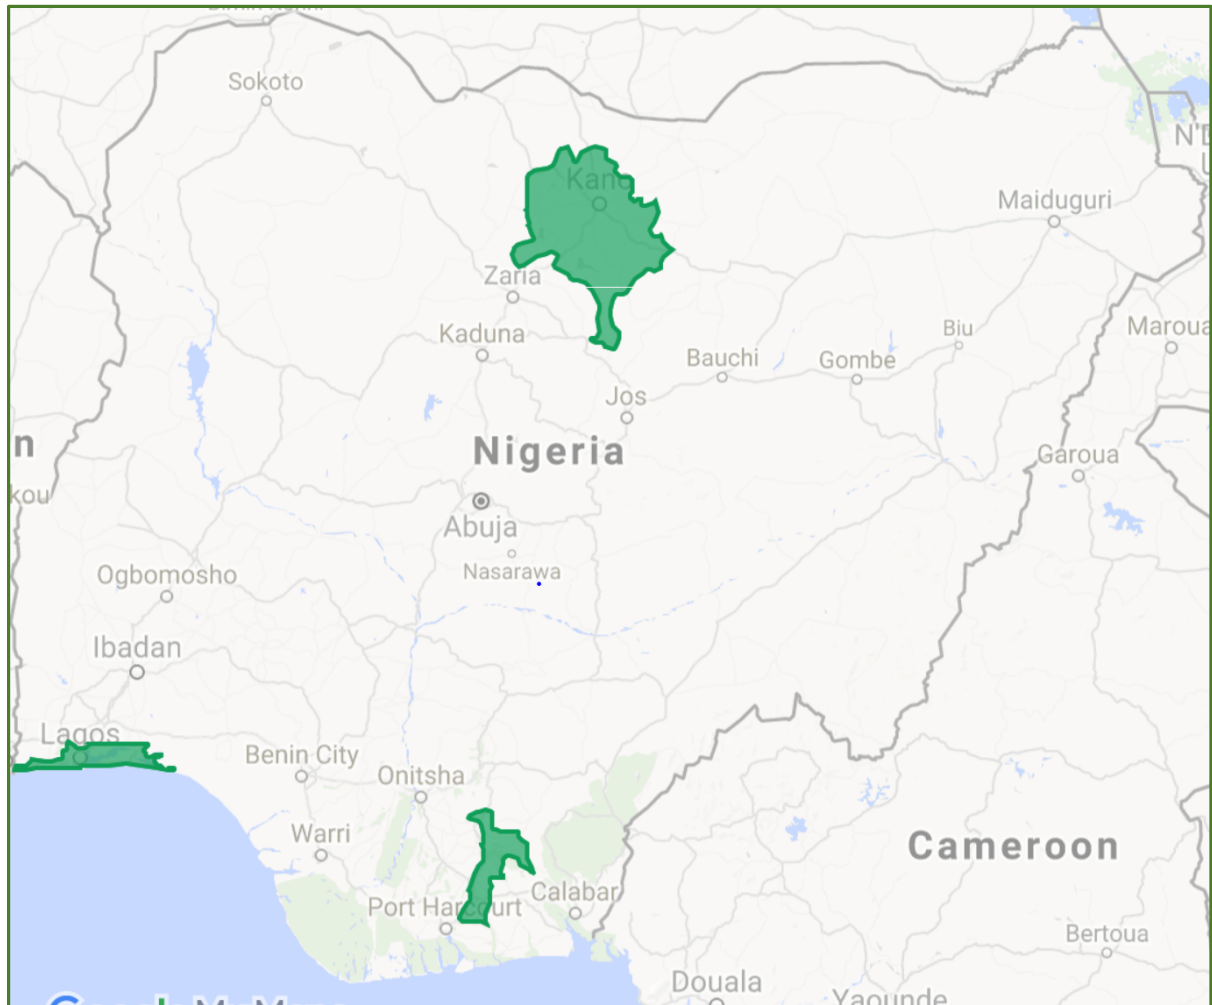 Sokoto
N'D
Kano
Maiduguri
Zaria
Kaduna
Biu
Maroua
Bauchi
Gombe
Jos
n
Nigeria
Garoua
kou
Abuja
Nasarawa
Ogbomosho
Ibadan
Lagos
Benin City
Onitsha
Warri
Cameroon
Calabar
Port Harcourt
Bertoua
Douala
Yaounde